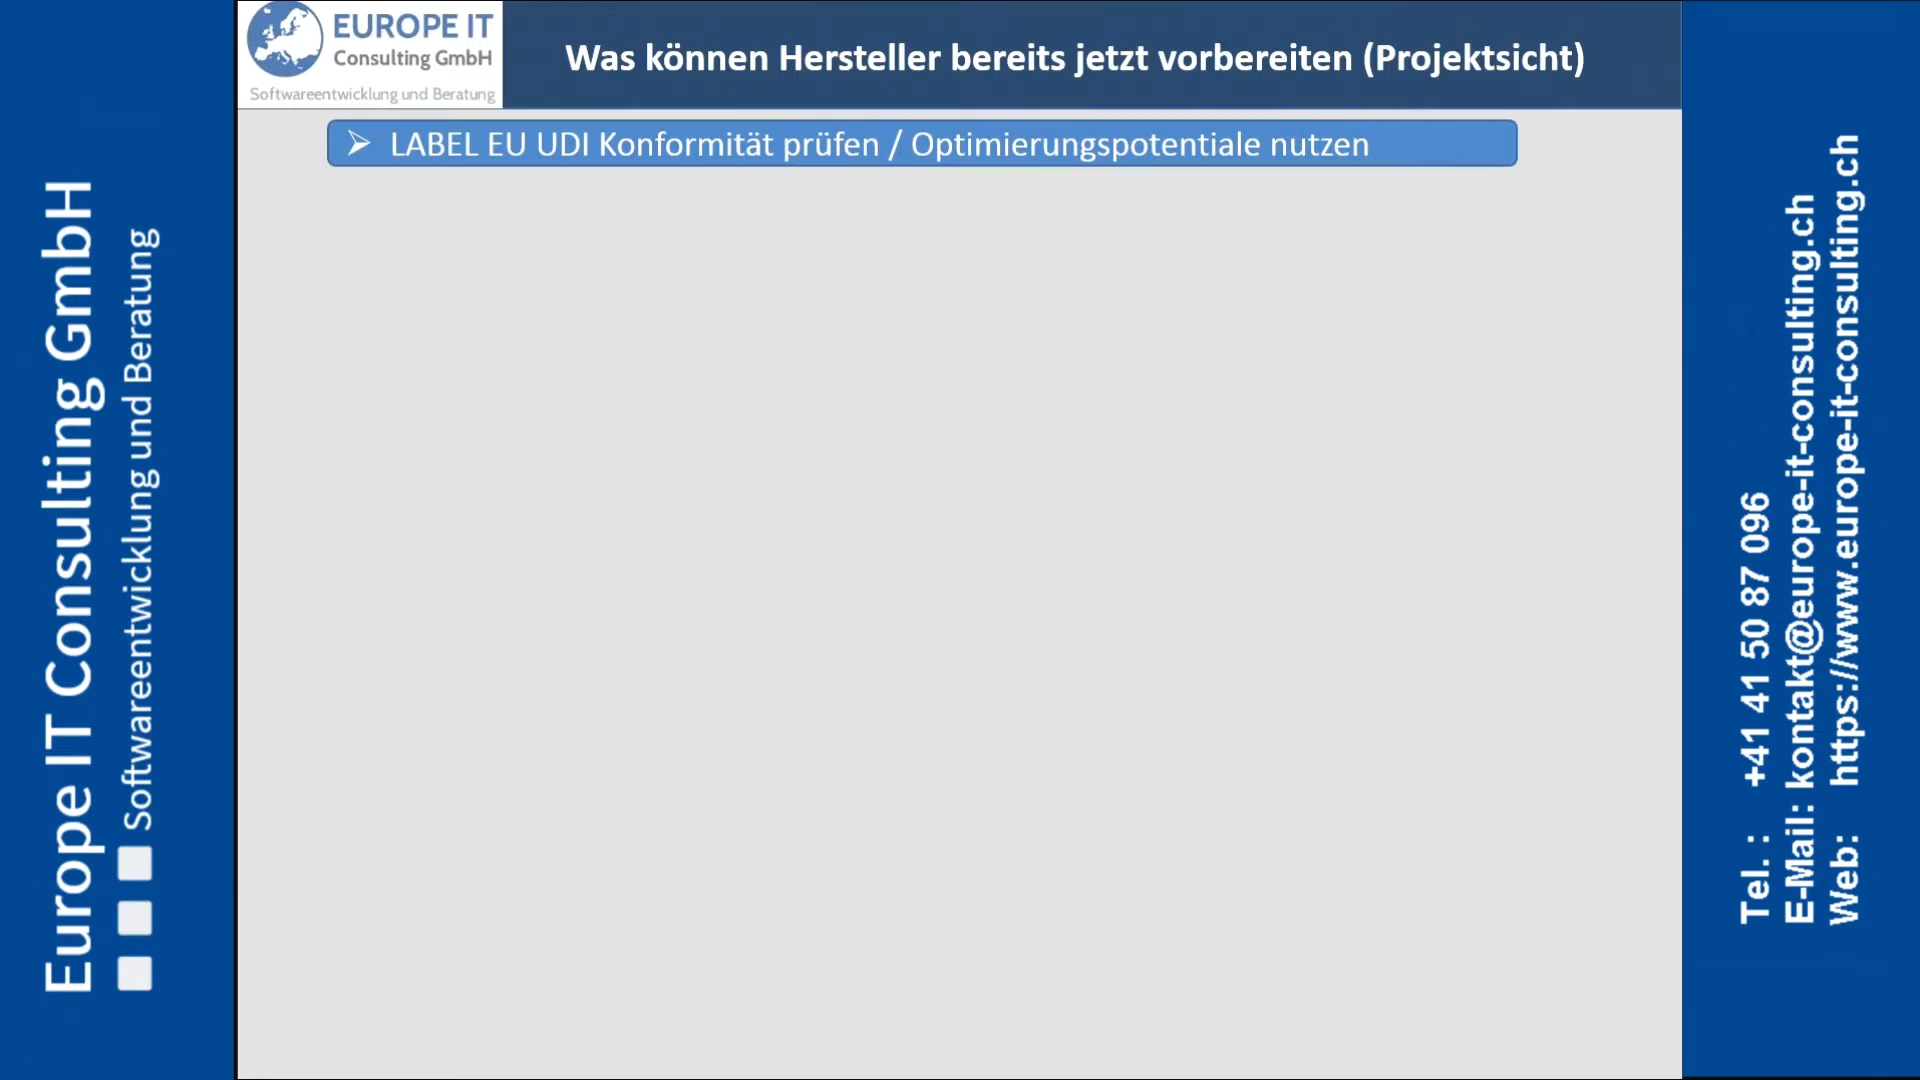 EUROPE IT
Consulting GmbH
Softwareentwicklung und Beratung
Was können Hersteller bereits jetzt vorbereiten (Projektsicht)
➢ LABEL EU UDI Konformität prüfen / Optimierungspotentiale nutzen
Europe IT Consulting GmbH
Softwareentwicklung und Beratung
Tel. : +41 41 50 87 096
E-Mail: kontakt@europe-it-consulting.ch
Web: https://www.europe-it-consulting.ch